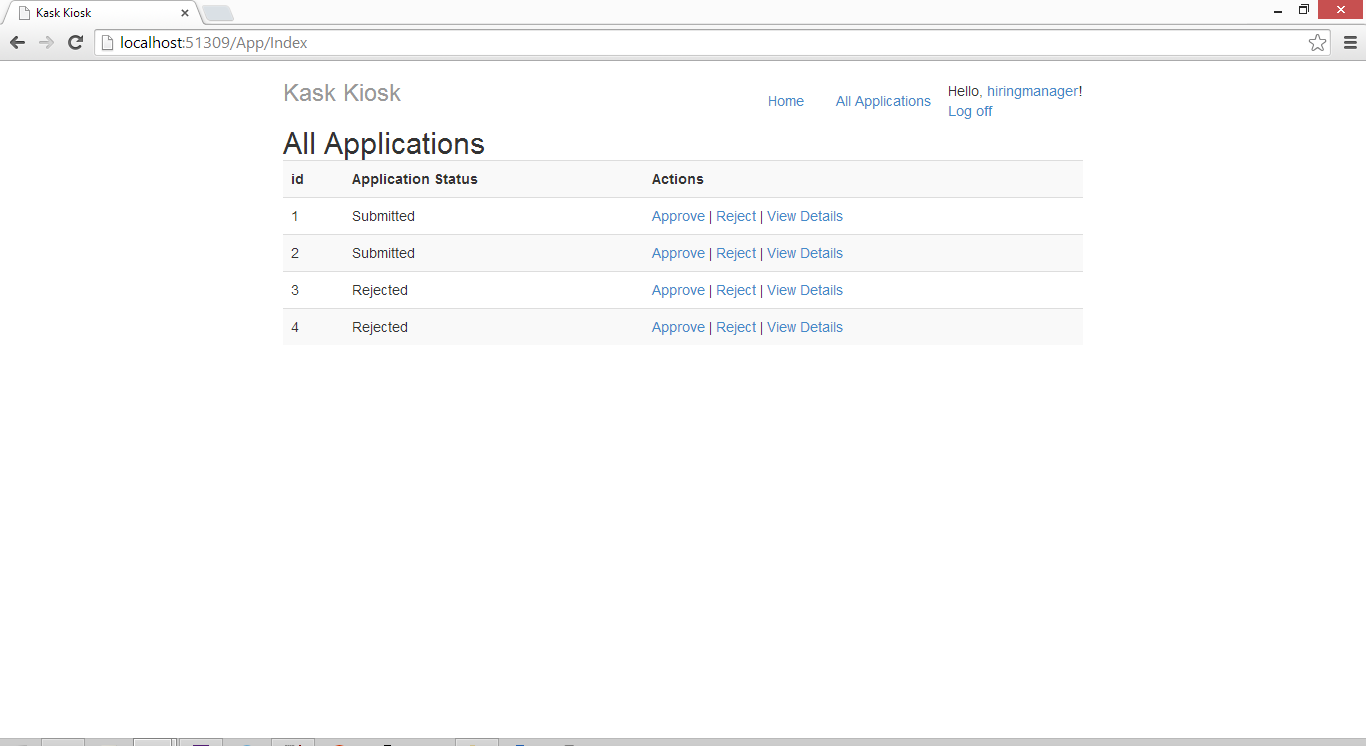 Kask Kiosk
localhost:51309/App/Index
Kask Kiosk
Home
All Applications
Hello, hiringmanager!
Log off
All Applications
id Application Status Actions
1 Submitted Approve | Reject | View Details
2 Submitted Approve | Reject | View Details
3 Rejected Approve | Reject | View Details
4 Rejected Approve | Reject | View Details